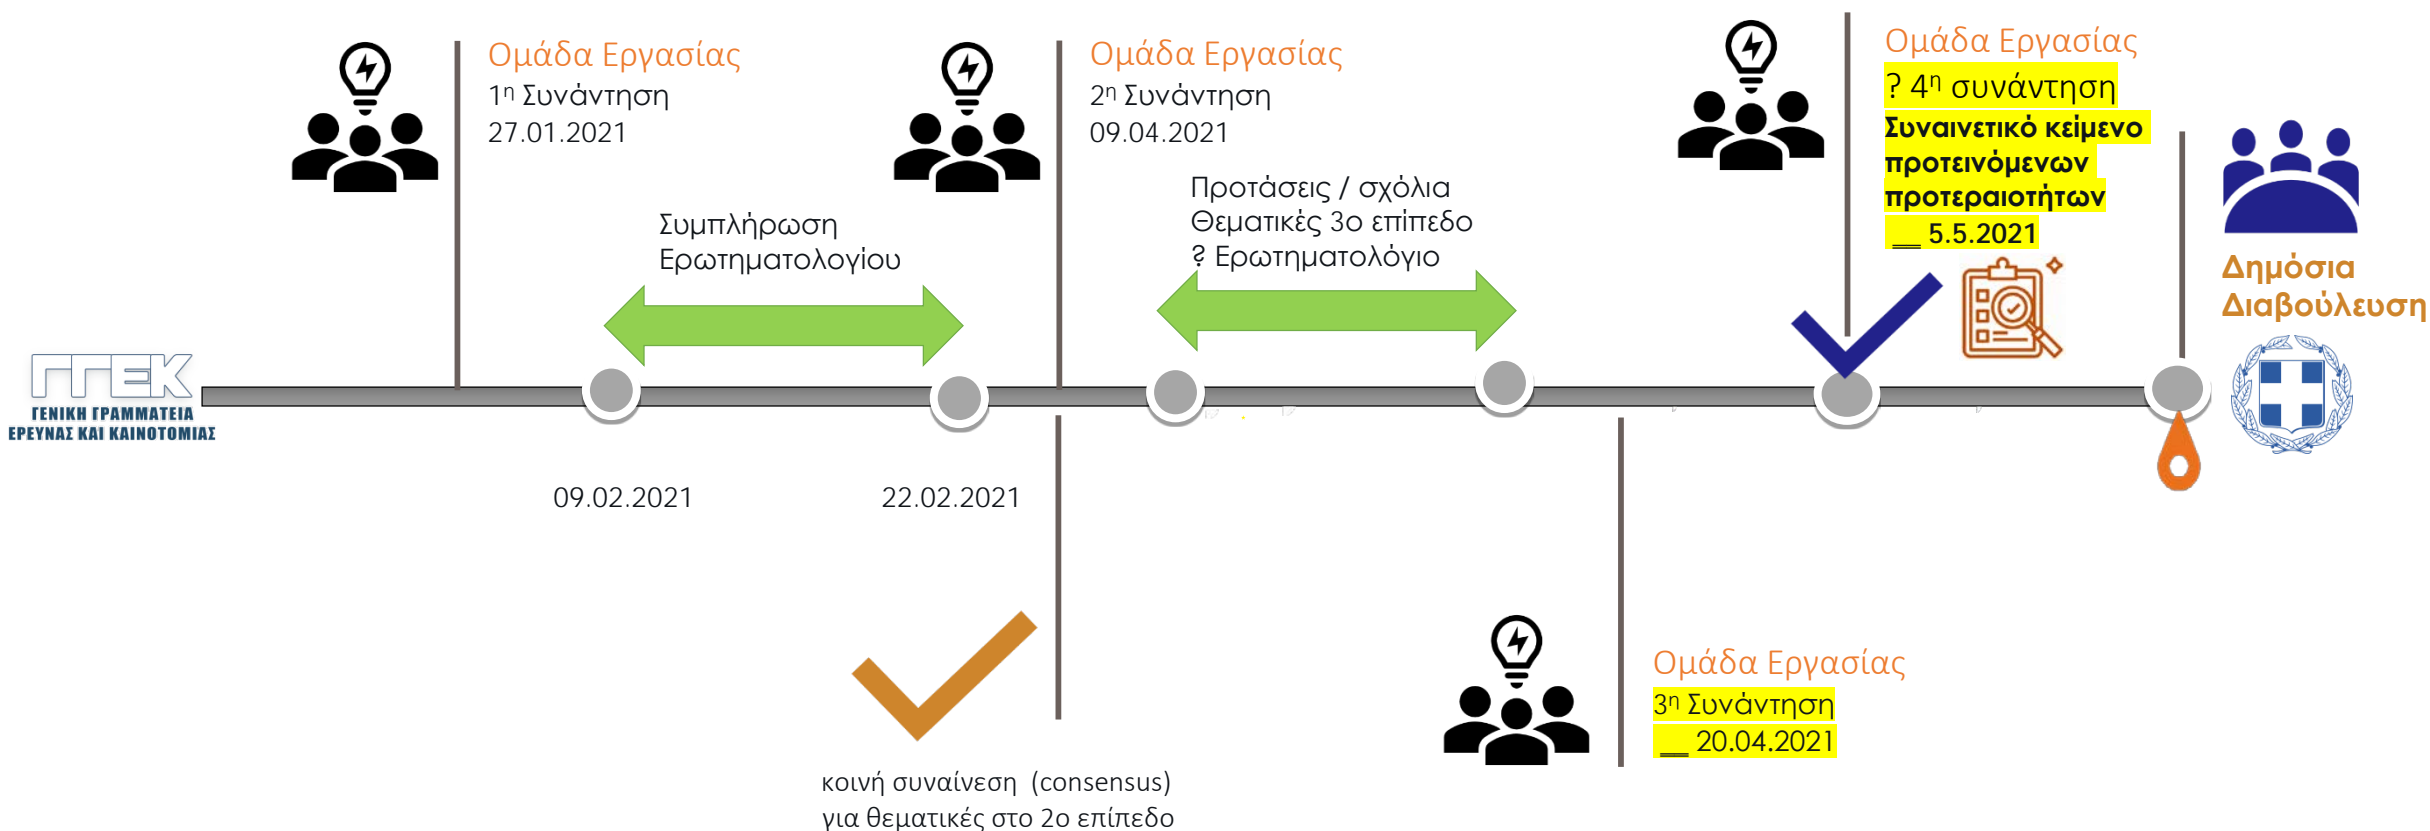 Ομάδα Εργασίας
1η Συνάντηση
27.01.2021
Συμπλήρωση
Ερωτηματολογίου
Ομάδα Εργασίας
2η Συνάντηση
09.04.2021
Προτάσεις / σχόλια
Θεματικές 3ο επίπεδο
? Ερωτηματολόγιο
Ομάδα Εργασίας
? 4η συνάντηση
Συναινετικό κείμενο
προτεινόμενων
προτεραιοτήτων
__ 5.5.2021
Δημόσια
Διαβούλευση
ΓΓΕΚ
ΓΕΝΙΚΗ ΓΡΑΜΜΑΤΕΙΑ
ΕΡΕΥΝΑΣ ΚΑΙ ΚΑΙΝΟΤΟΜΙΑΣ
09.02.2021
22.02.2021
κοινή συναίνεση (consensus)
για θεματικές στο 2ο επίπεδο
Ομάδα Εργασίας
3η Συνάντηση
__ 20.04.2021